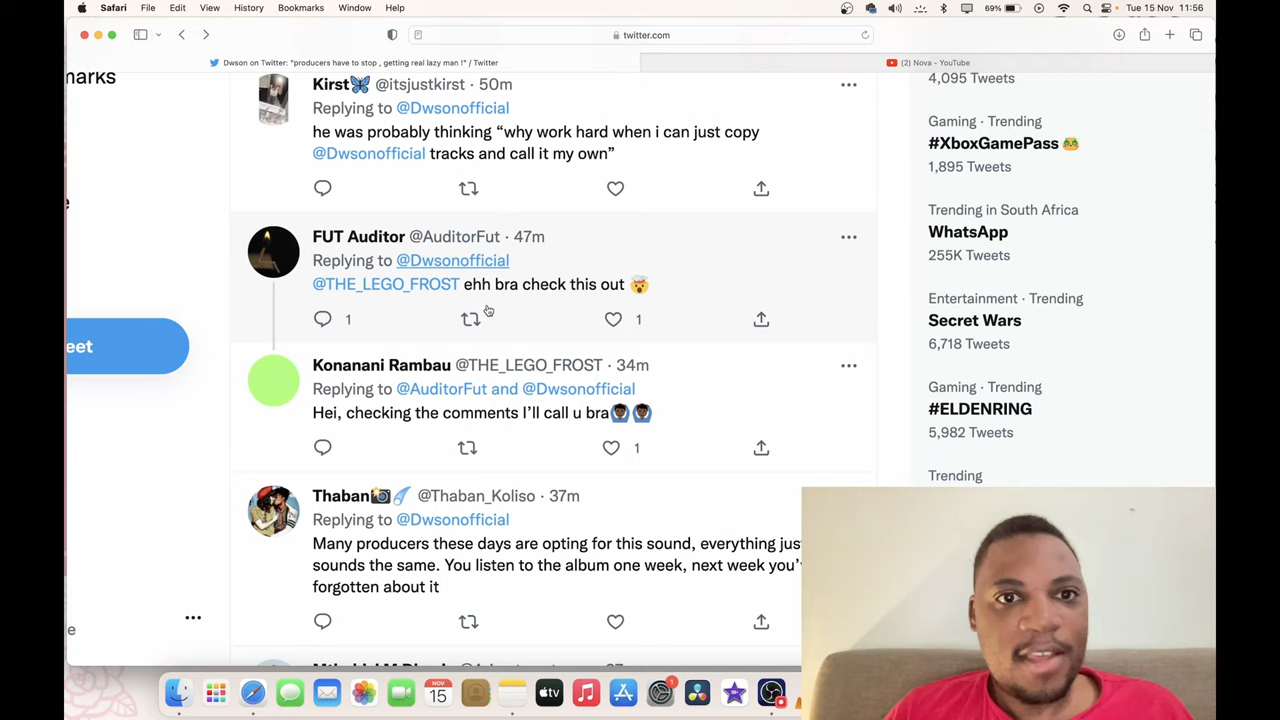 Safari File Edit View History Bookmarks Window Help 69% Tue 15 Nov 11:56
twitter.com
Dwson on Twitter: "producers have to stop , getting real lazy man !" / Twitter
(2) Nova - YouTube
marks
eet
e
Kirst🦋 @itsjustkirst · 50m
Replying to @Dwsonofficial
he was probably thinking “why work hard when i can just copy
@Dwsonofficial tracks and call it my own”
FUT Auditor @AuditorFut · 47m
Replying to @Dwsonofficial
@THE_LEGO_FROST ehh bra check this out 🤯
1 1
Konanani Rambau @THE_LEGO_FROST · 34m
Replying to @AuditorFut and @Dwsonofficial
Hei, checking the comments I’ll call u bra🙆🏿‍♂️🙆🏿‍♂️
1
Thaban📸☄️ @Thaban_Koliso · 37m
Replying to @Dwsonofficial
Many producers these days are opting for this sound, everything jus
sounds the same. You listen to the album one week, next week you’
forgotten about it
4,095 Tweets
Gaming · Trending
#XboxGamePass
1,895 Tweets
Trending in South Africa
WhatsApp
255K Tweets
Entertainment · Trending
Secret Wars
6,718 Tweets
Gaming · Trending
#ELDENRING
5,982 Tweets
Trending
NOV
15
tv
1